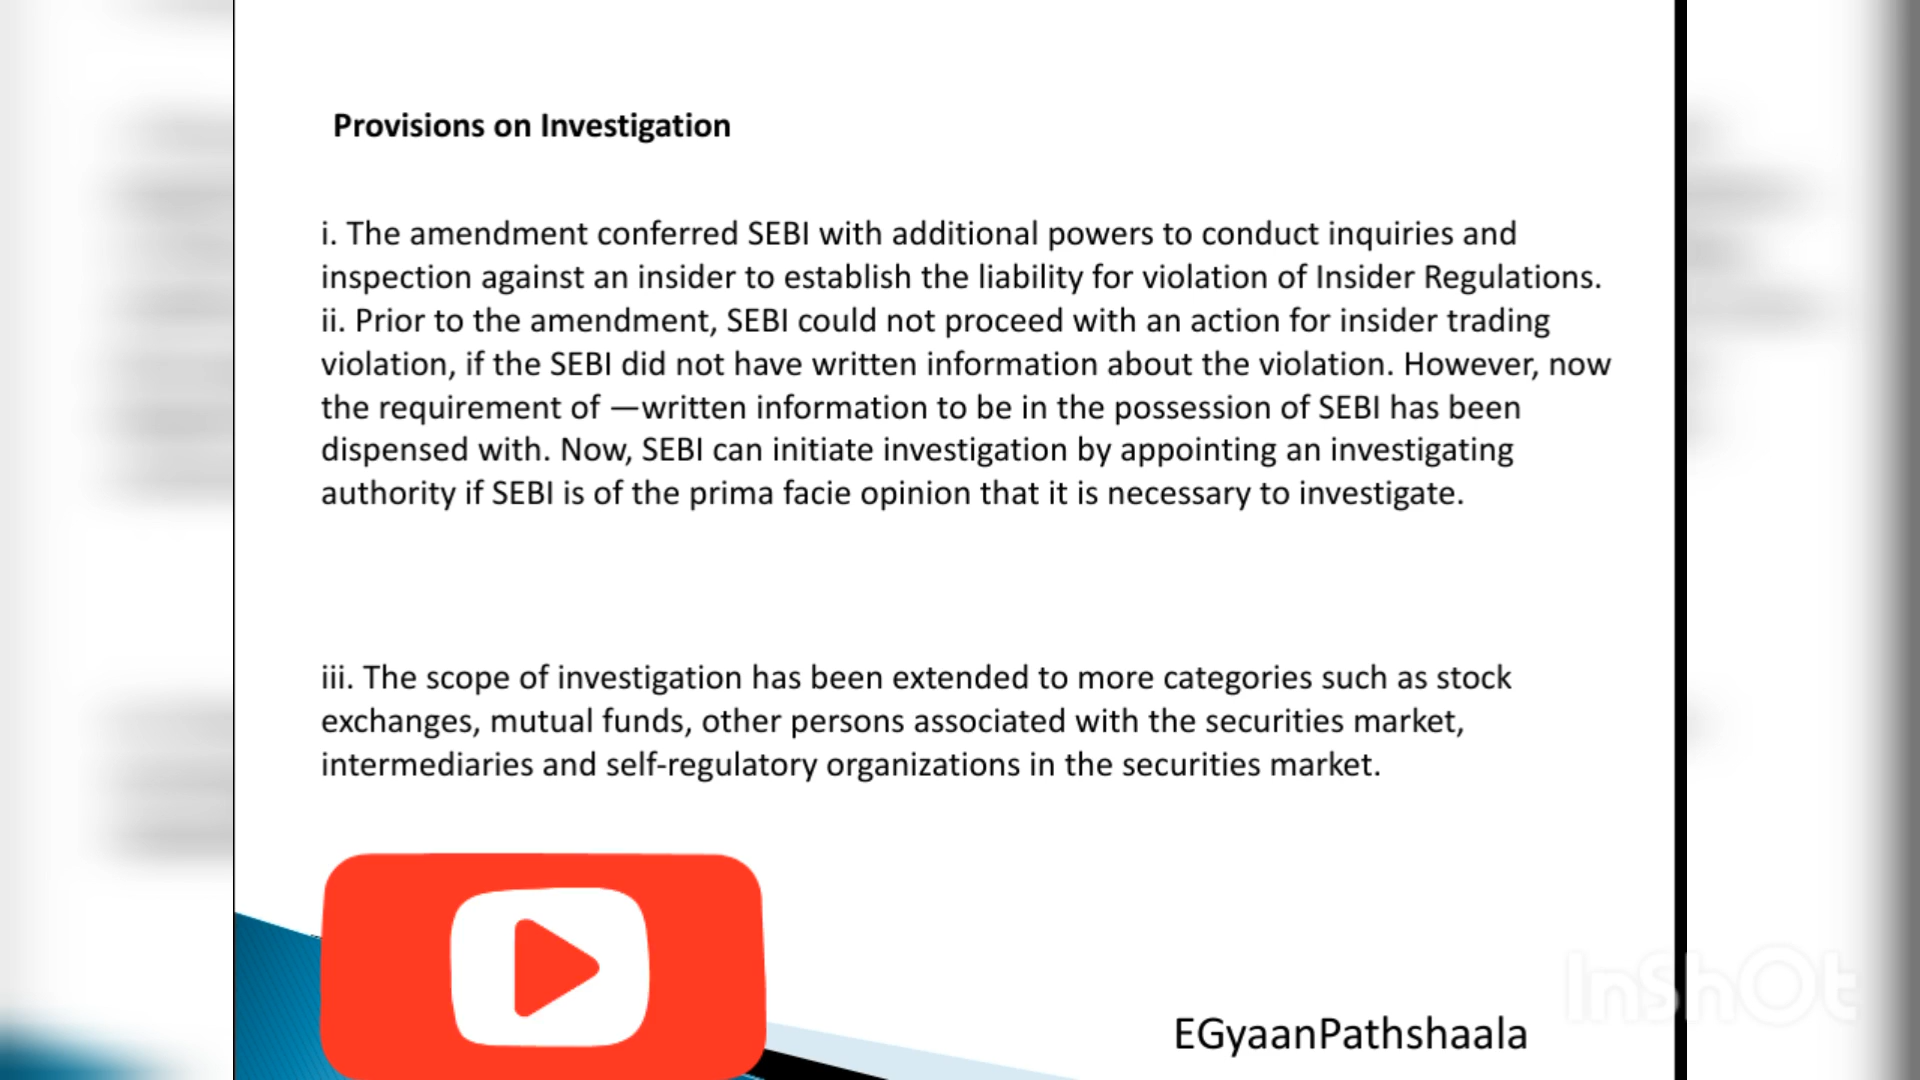 Provisions on Investigation
i. The amendment conferred SEBI with additional powers to conduct inquiries and
inspection against an insider to establish the liability for violation of Insider Regulations.
ii. Prior to the amendment, SEBI could not proceed with an action for insider trading
violation, if the SEBI did not have written information about the violation. However, now
the requirement of ―written information to be in the possession of SEBI has been
dispensed with. Now, SEBI can initiate investigation by appointing an investigating
authority if SEBI is of the prima facie opinion that it is necessary to investigate.
iii. The scope of investigation has been extended to more categories such as stock
exchanges, mutual funds, other persons associated with the securities market,
intermediaries and self-regulatory organizations in the securities market.
InShOt
EGyaanPathshaala